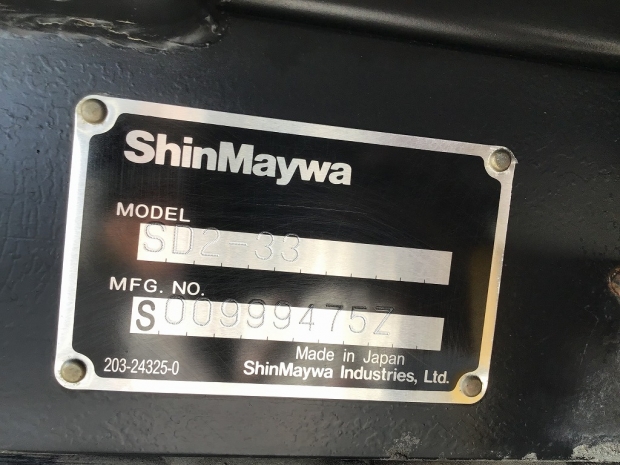 ShinMaywa
MODEL
SD2-33
MFG. NO.
S00999475Z
Made in Japan
203-24325-0
ShinMaywa Industries, Ltd.